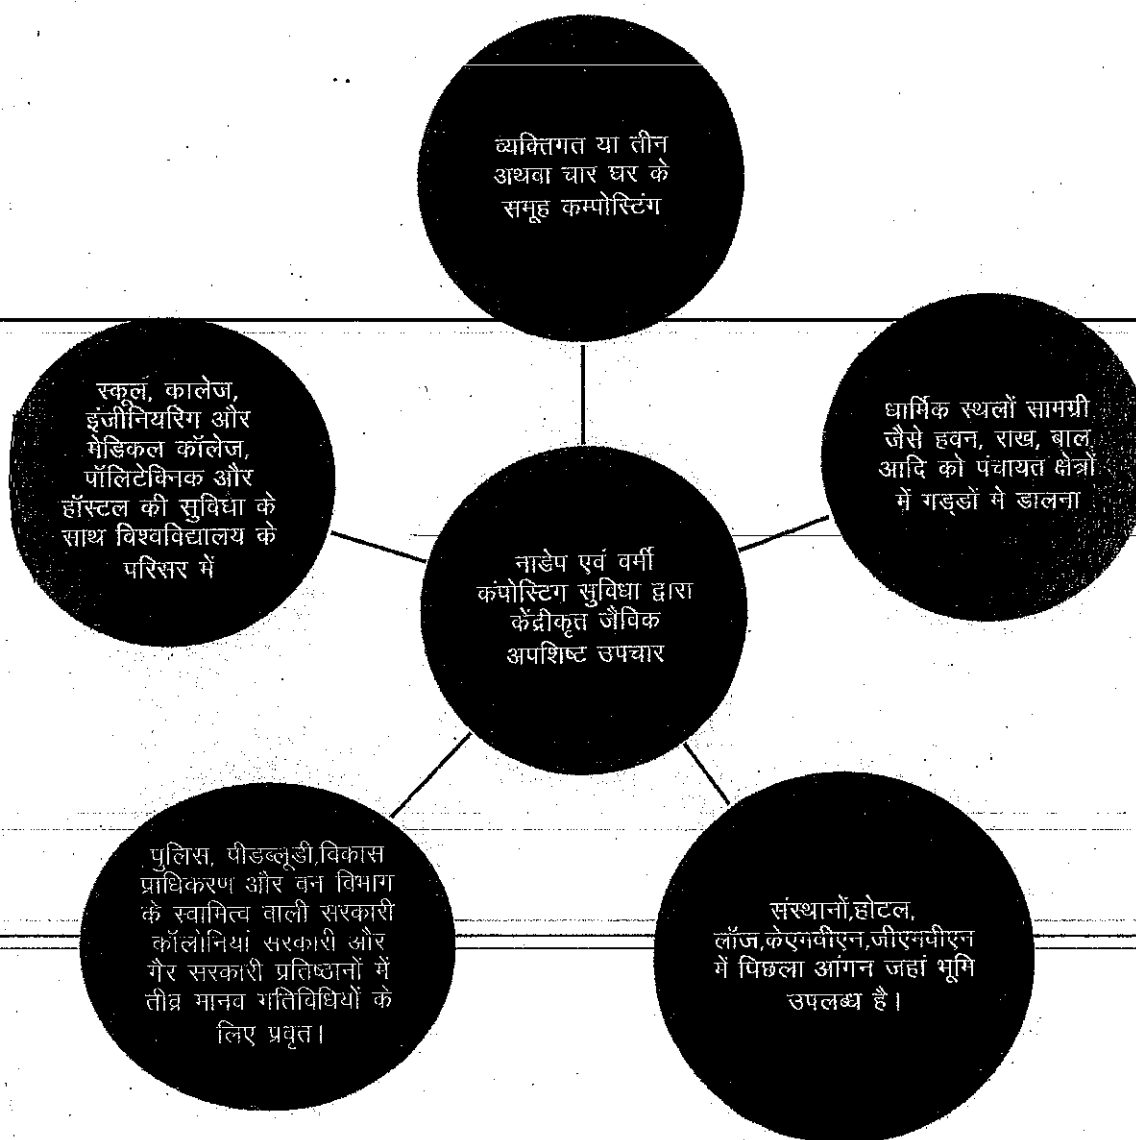 व्यक्तिगत या तीन
अथवा चार घर के
समूह कम्पोस्टिंग
स्कूल, कालेज,
इंजीनियरिंग और
मेडिकल कॉलेज,
पॉलिटेक्निक और
हॉस्टल की सुविधा के
साथ विश्वविद्यालय के
परिसर में
धार्मिक स्थलों सामग्री
जैसे हवन, राख, बाल
आदि को पंचायत क्षेत्रों
में गड्डों मे डालना
नाडेप एवं वर्मी
कंपोस्टिग सुविधा द्वारा
केंद्रीकृत जैविक
अपशिष्ट उपचार
पुलिस, पीडब्लूडी,विकास
प्राधिकरण और वन विभाग
के स्वामित्व वाली सरकारी
कॉलोनियां सरकारी और
गैर सरकारी प्रतिष्ठानों में
तीव्र मानव गतिविधियों के
लिए प्रवृत।
संस्थानों,होटल,
लॉज,केएमवीएन,जीएमवीएन
में पिछला आंगन जहां भूमि
उपलब्ध है।